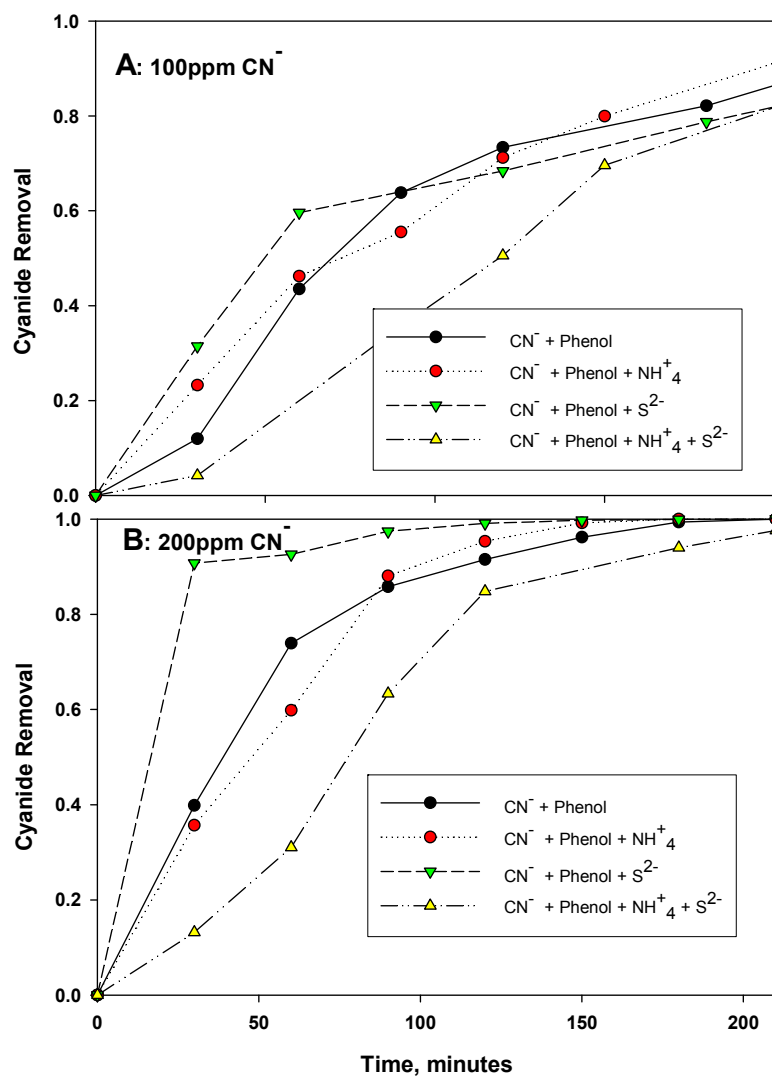 1.0
A: 100ppm CN⁻
0.8
0.6
0.4
0.2
0.0
Cyanide Removal
CN⁻ + Phenol
CN⁻ + Phenol + NH⁺₄
CN⁻ + Phenol + S²⁻
CN⁻ + Phenol + NH⁺₄ + S²⁻
1.0
B: 200ppm CN⁻
0.8
0.6
0.4
0.2
0.0
Cyanide Removal
CN⁻ + Phenol
CN⁻ + Phenol + NH⁺₄
CN⁻ + Phenol + S²⁻
CN⁻ + Phenol + NH⁺₄ + S²⁻
0 50 100 150 200
Time, minutes